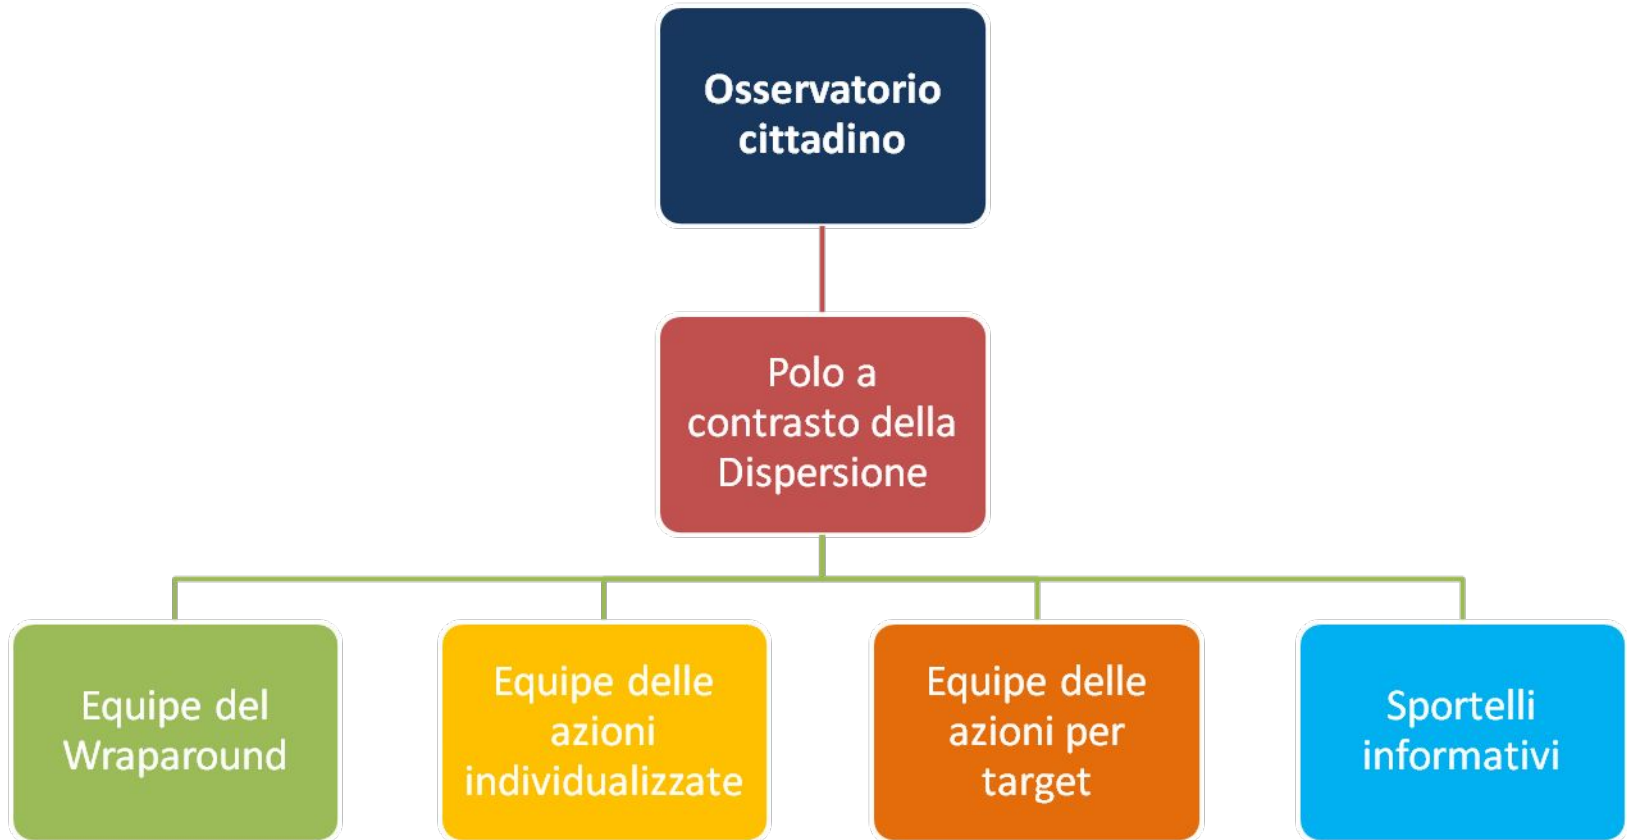 Osservatorio
cittadino
Polo a
contrasto della
Dispersione
Equipe del
Wraparound
Equipe delle
azioni
individualizzate
Equipe delle
azioni per
target
Sportelli
informativi